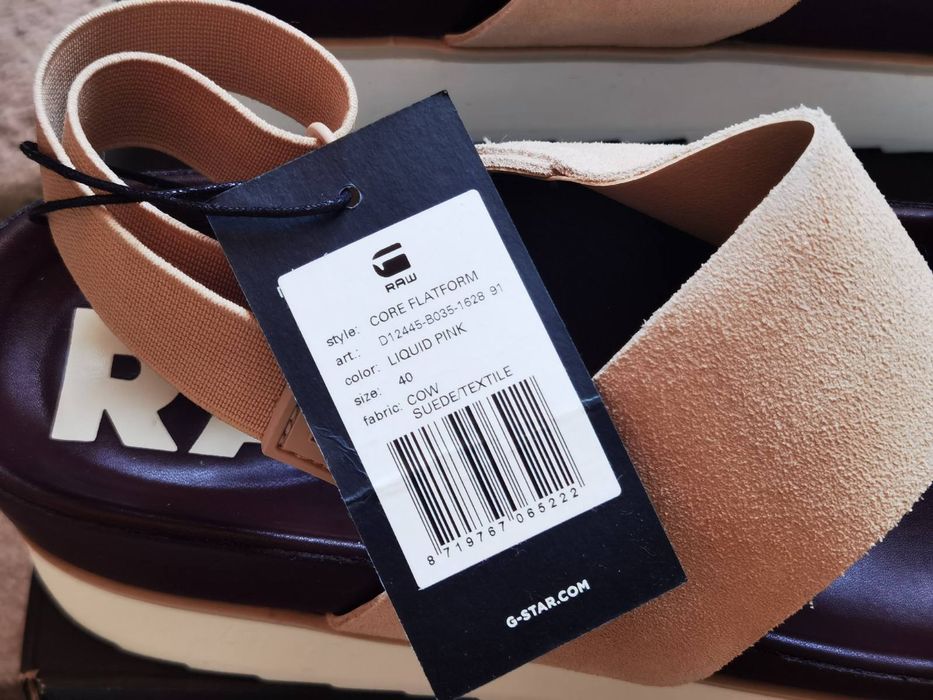 RAW
style: CORE FLATFORM
art.: D12445-B035-1628 91
color: LIQUID PINK
size: 40
fabric: COW
SUEDE/TEXTILE
8 719767 065222
G-STAR.COM
RA